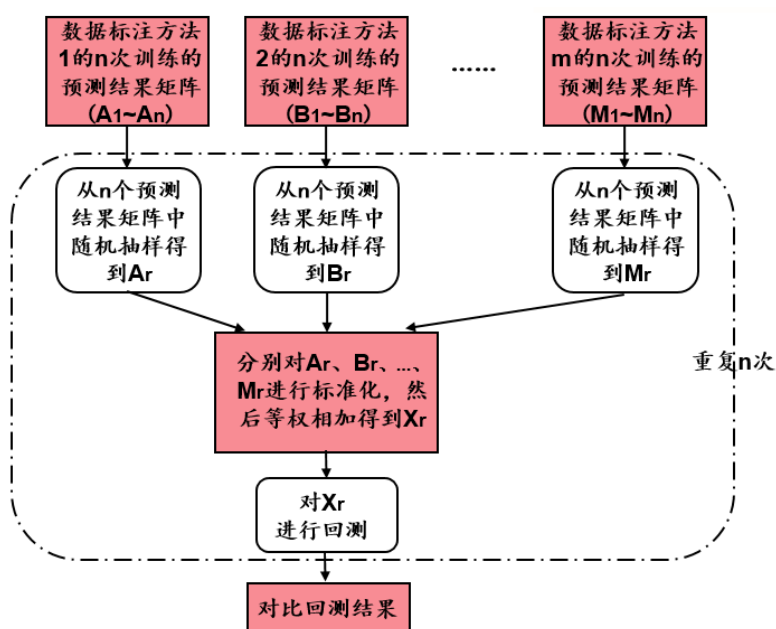 数据标注方法
1的n次训练的
预测结果矩阵
(A1~An)
数据标注方法
2的n次训练的
预测结果矩阵
(B1~Bn)
……
数据标注方法
m的n次训练的
预测结果矩阵
(M1~Mn)
从n个预测
结果矩阵中
随机抽样得
到Ar
从n个预测
结果矩阵中
随机抽样得
到Br
从n个预测
结果矩阵中
随机抽样得
到Mr
分别对Ar、Br、…、
Mr进行标准化，然
后等权相加得到Xr
重复n次
对Xr
进行回测
对比回测结果